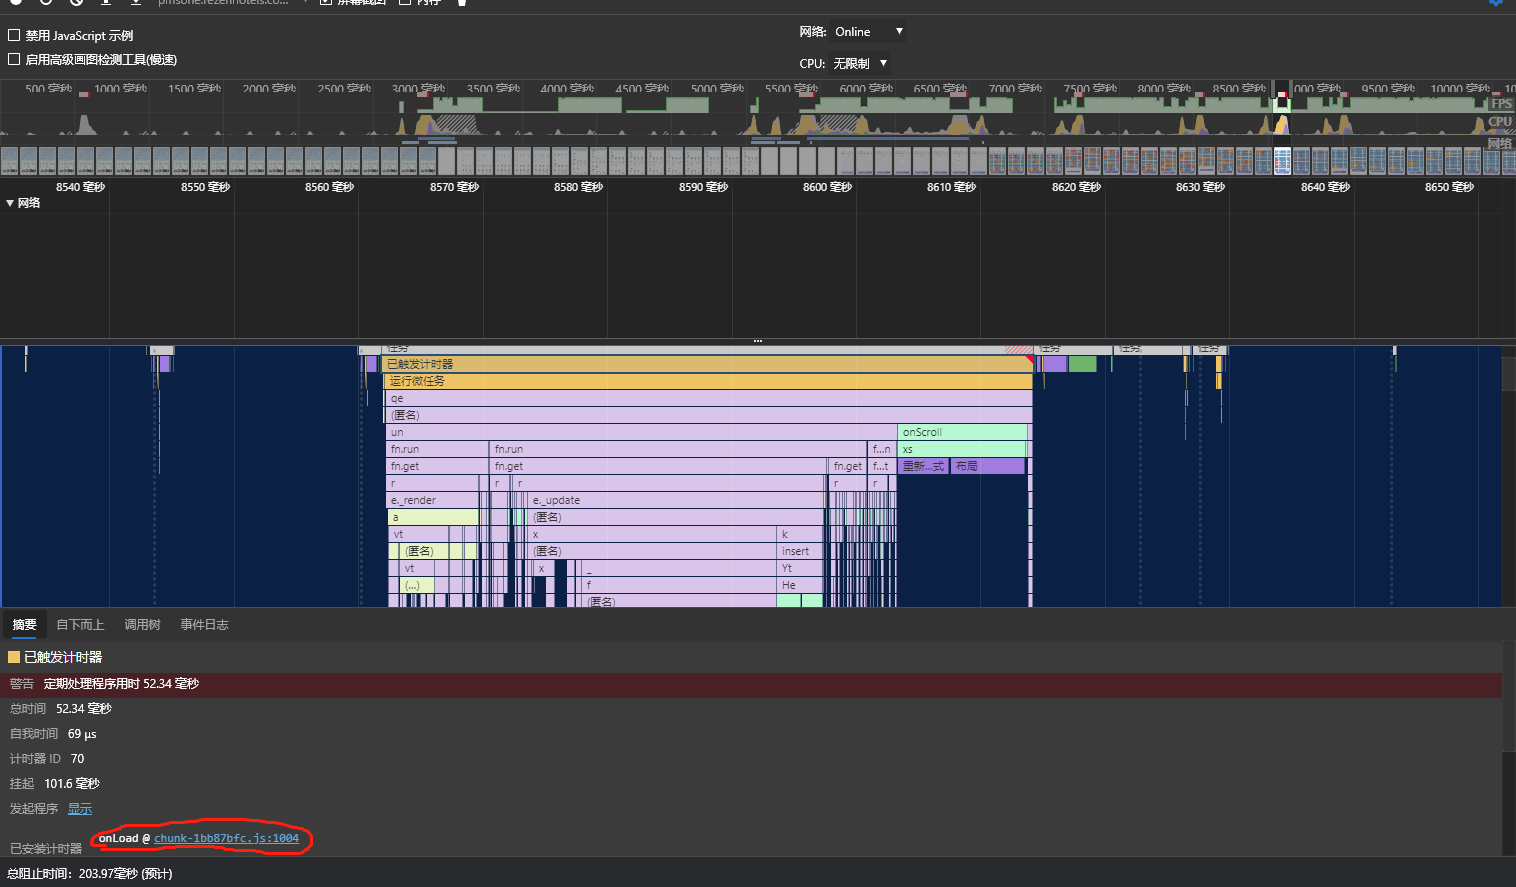 pmsone.rezenhotels.co...
屏幕截图
内存
禁用 JavaScript 示例
网络: Online
启用高级画图检测工具(慢速)
CPU: 无限制
500 毫秒 1000 毫秒 1500 毫秒 2000 毫秒 2500 毫秒 3000 毫秒 3500 毫秒 4000 毫秒 4500 毫秒 5000 毫秒 5500 毫秒 6000 毫秒 6500 毫秒 7000 毫秒 7500 毫秒 8000 毫秒 8500 毫秒 000 毫秒 9500 毫秒 10000 毫秒
FPS
CPU
网络
8540 毫秒 8550 毫秒 8560 毫秒 8570 毫秒 8580 毫秒 8590 毫秒 8600 毫秒 8610 毫秒 8620 毫秒 8630 毫秒 8640 毫秒 8650 毫秒
▼ 网络
...
任务 任务 任务 任务
已触发计时器
运行微任务
qe
(匿名)
un onScroll
fn.run fn.run f...n xs
fn.get fn.get fn.get f...t 重新...式 布局
r r r r r
e._render e._update
a (匿名)
vt x k
(匿名) (匿名) insert
vt x _ Yt
(...) f He
(匿名)
摘要 自下而上 调用树 事件日志
已触发计时器
警告 定期处理程序用时 52.34 毫秒
总时间 52.34 毫秒
自我时间 69 μs
计时器 ID 70
挂起 101.6 毫秒
发起程序 显示
onLoad @ chunk-1bb87bfc.js:1004
已安装计时器
总阻止时间: 203.97毫秒 (预计)